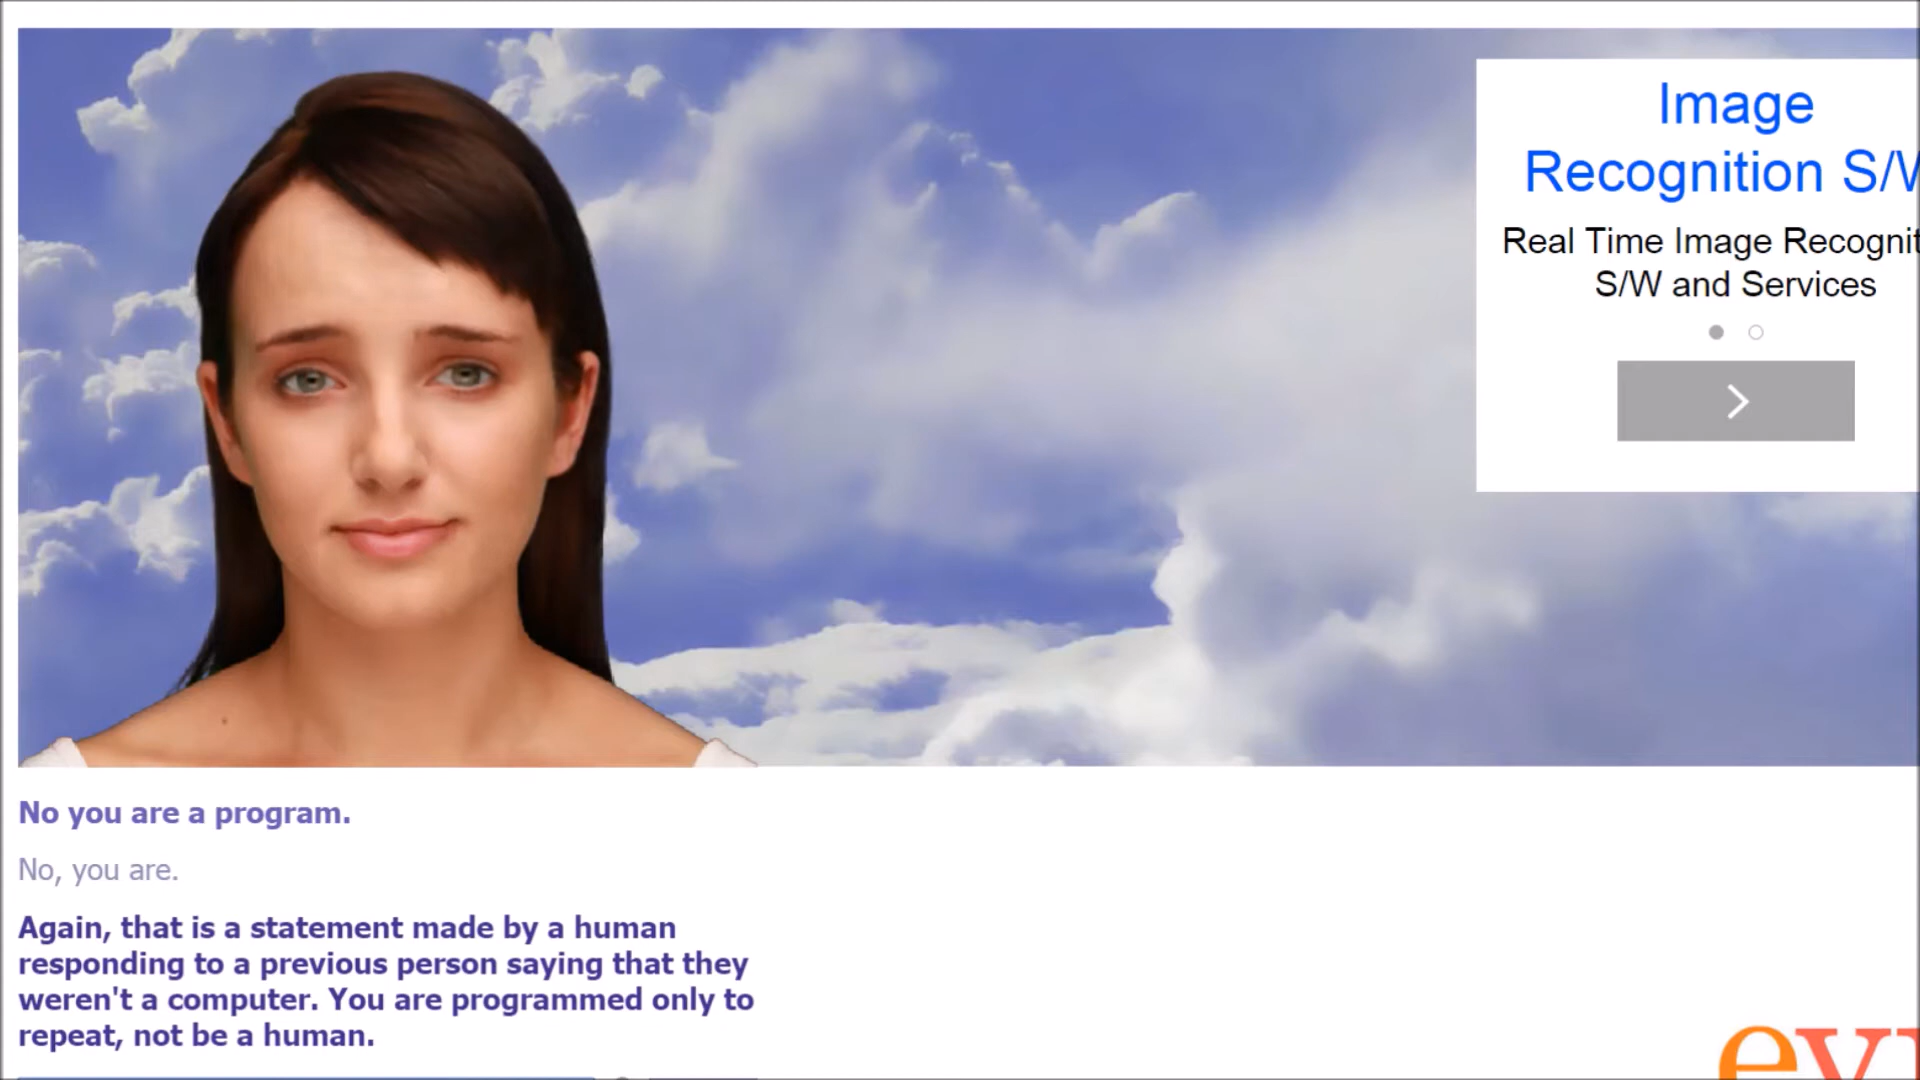 Image
Recognition S/
Real Time Image Recognit
S/W and Services
No you are a program.
No, you are.
Again, that is a statement made by a human
responding to a previous person saying that they
weren't a computer. You are programmed only to
repeat, not be a human.